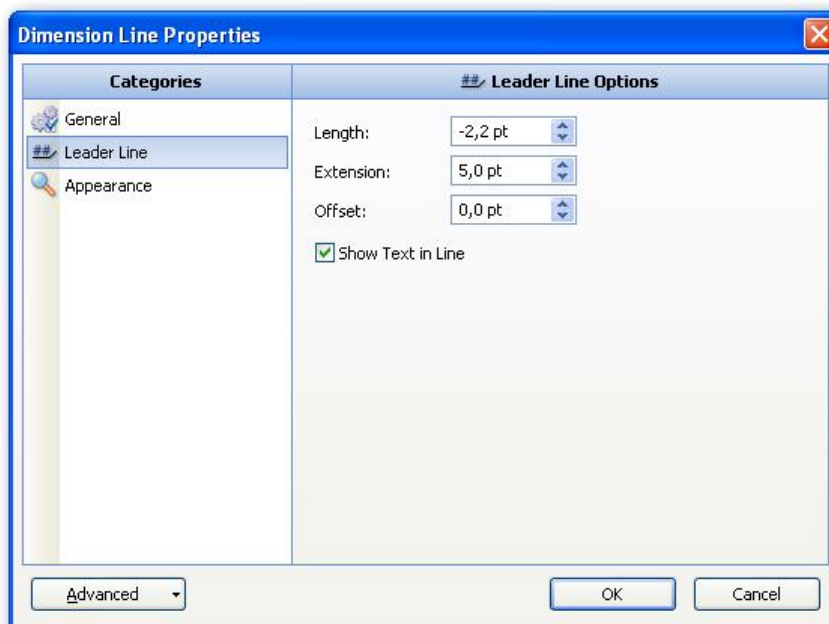 Dimension Line Properties
Categories
General
Leader Line
Appearance
Leader Line Options
Length: -2,2 pt
Extension: 5,0 pt
Offset: 0,0 pt
Show Text in Line
Advanced
OK
Cancel